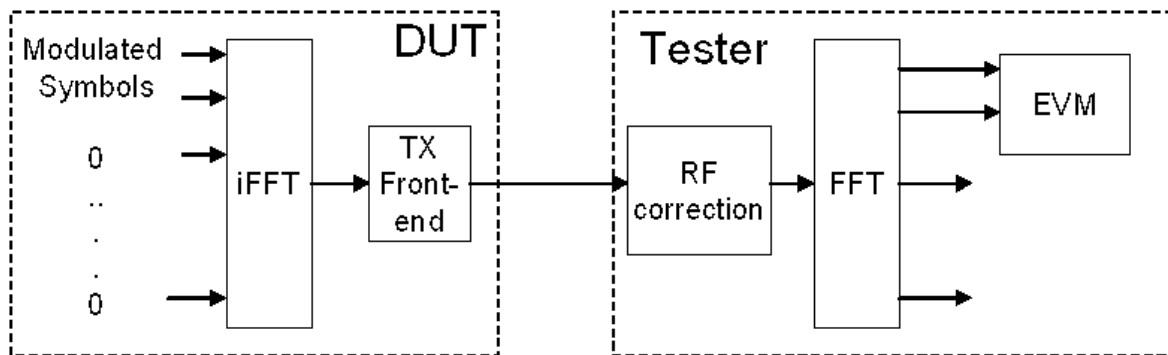 DUT
Modulated
Symbols
0
..
.
.
0
iFFT
TX
Front-
end
Tester
RF
correction
FFT
EVM